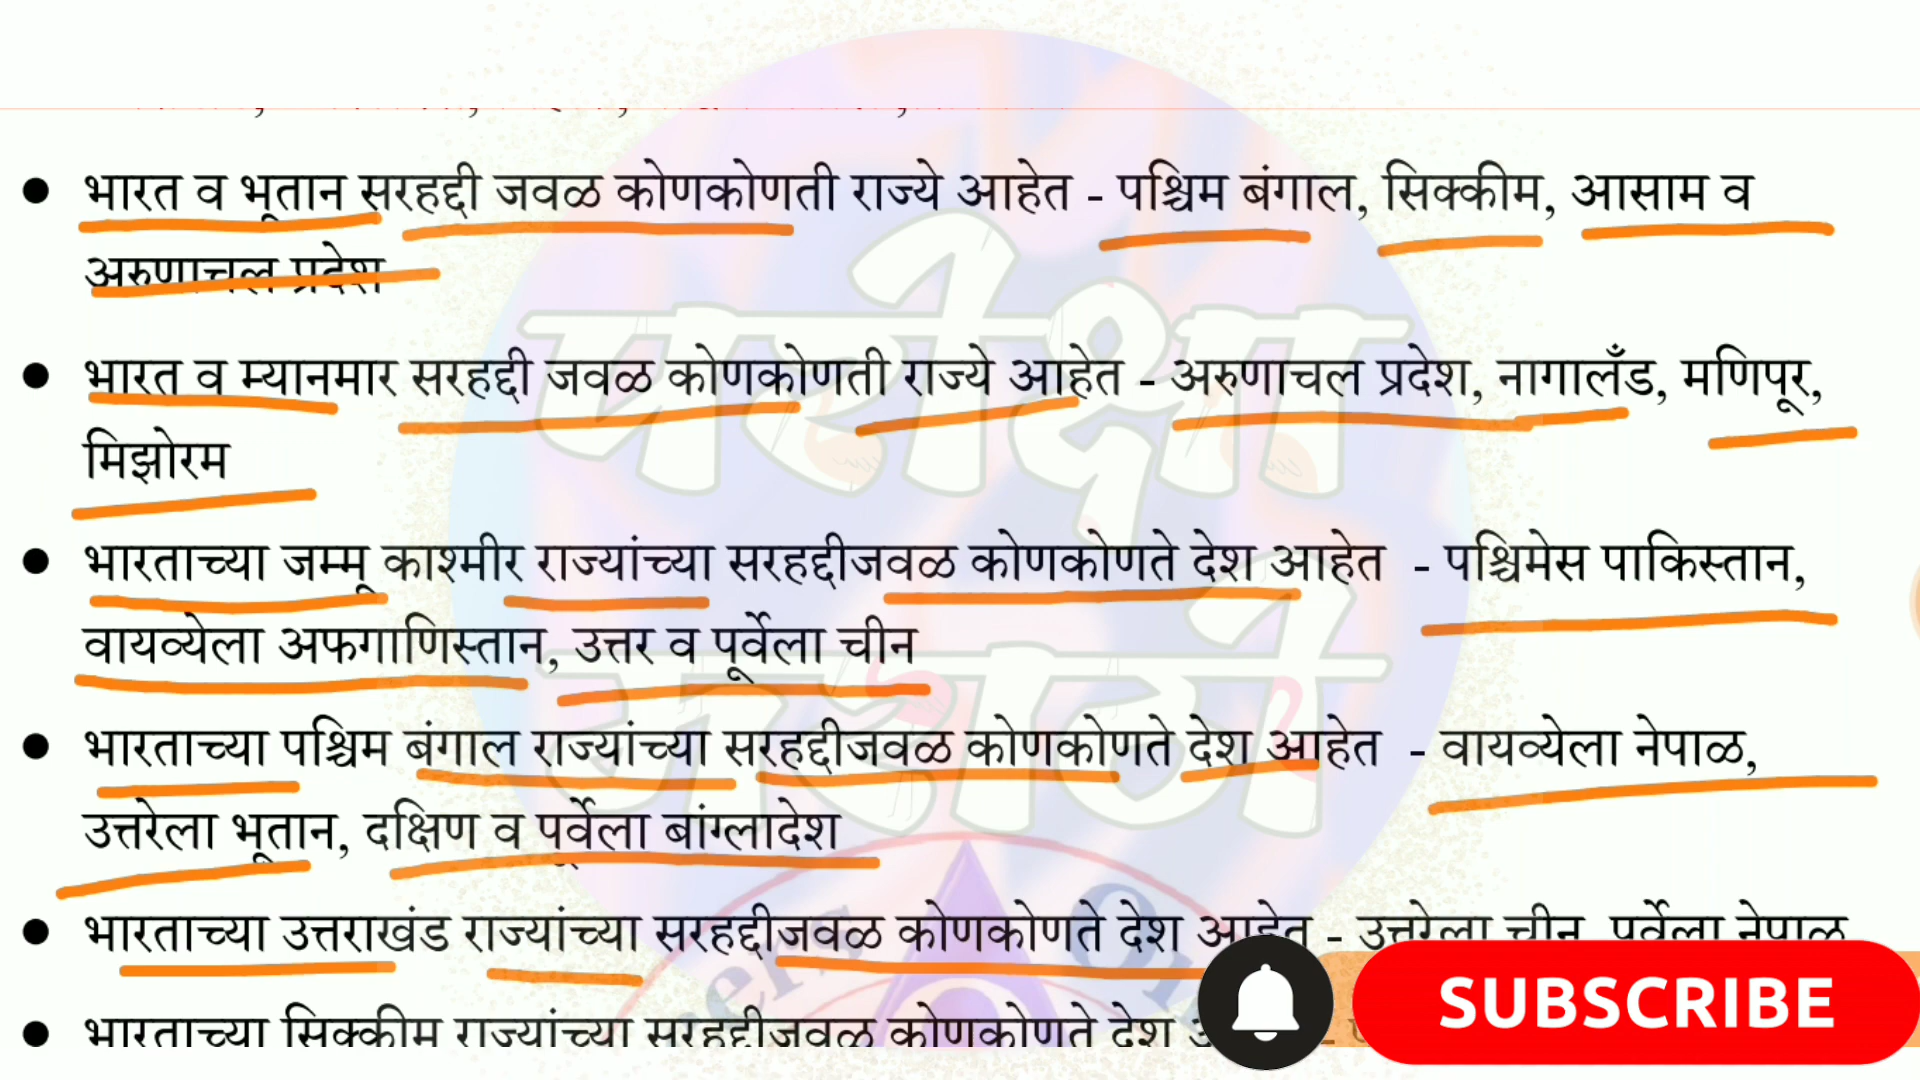 ● भारत व भूतान सरहद्दी जवळ कोणकोणती राज्ये आहेत - पश्चिम बंगाल, सिक्कीम, आसाम व
अरुणाचल प्रदेश
● भारत व म्यानमार सरहद्दी जवळ कोणकोणती राज्ये आहेत - अरुणाचल प्रदेश, नागालँड, मणिपूर,
मिझोरम
● भारताच्या जम्मू काश्मीर राज्यांच्या सरहद्दीजवळ कोणकोणते देश आहेत - पश्चिमेस पाकिस्तान,
वायव्येला अफगाणिस्तान, उत्तर व पूर्वेला चीन
● भारताच्या पश्चिम बंगाल राज्यांच्या सरहद्दीजवळ कोणकोणते देश आहेत - वायव्येला नेपाळ,
उत्तरेला भूतान, दक्षिण व पूर्वेला बांग्लादेश
● भारताच्या उत्तराखंड राज्यांच्या सरहद्दीजवळ कोणकोणते देश आहेत - उत्तरेला चीन, पूर्वेला नेपाळ
● भारताच्या सिक्कीम राज्यांच्या सरहद्दीजवळ कोणकोणते देश
SUBSCRIBE
परीक्षा
मराठी